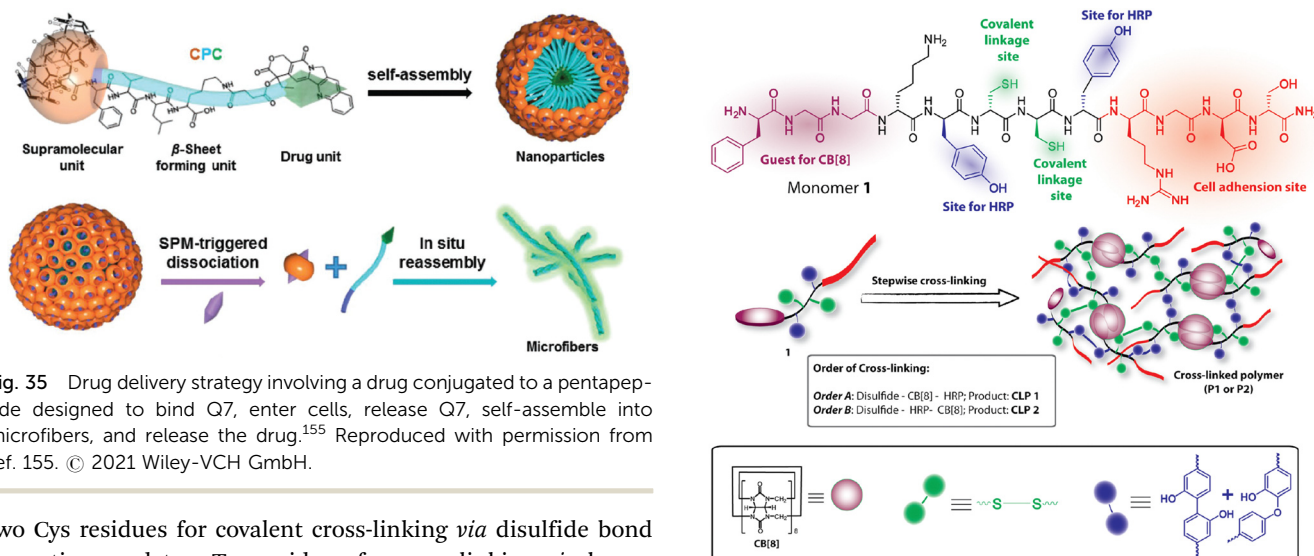 CPC
self-assembly
Supramolecular
unit
β-Sheet
forming unit
Drug unit
Nanoparticles
SPM-triggered
dissociation
In situ
reassembly
Microfibers
ig. 35 Drug delivery strategy involving a drug conjugated to a pentapep-
de designed to bind Q7, enter cells, release Q7, self-assemble into
nicrofibers, and release the drug.155 Reproduced with permission from
ef. 155. © 2021 Wiley-VCH GmbH.
wo Cys residues for covalent cross-linking via disulfide bond
Site for HRP
OH
Covalent
linkage
site
NH2
SH
OH
H2N
Guest for CB[8]
Monomer 1
Site for HRP
OH
SH
Covalent
linkage
site
NH
H2N
NH
HO
O
Cell adhension site
Stepwise cross-linking
1
Cross-linked polymer
(P1 or P2)
Order of Cross-linking:
Order A: Disulfide - CB[8] - HRP; Product: CLP 1
Order B: Disulfide - HRP- CB[8]; Product: CLP 2
CB[8]
S S
HO
OH
+
HO
O